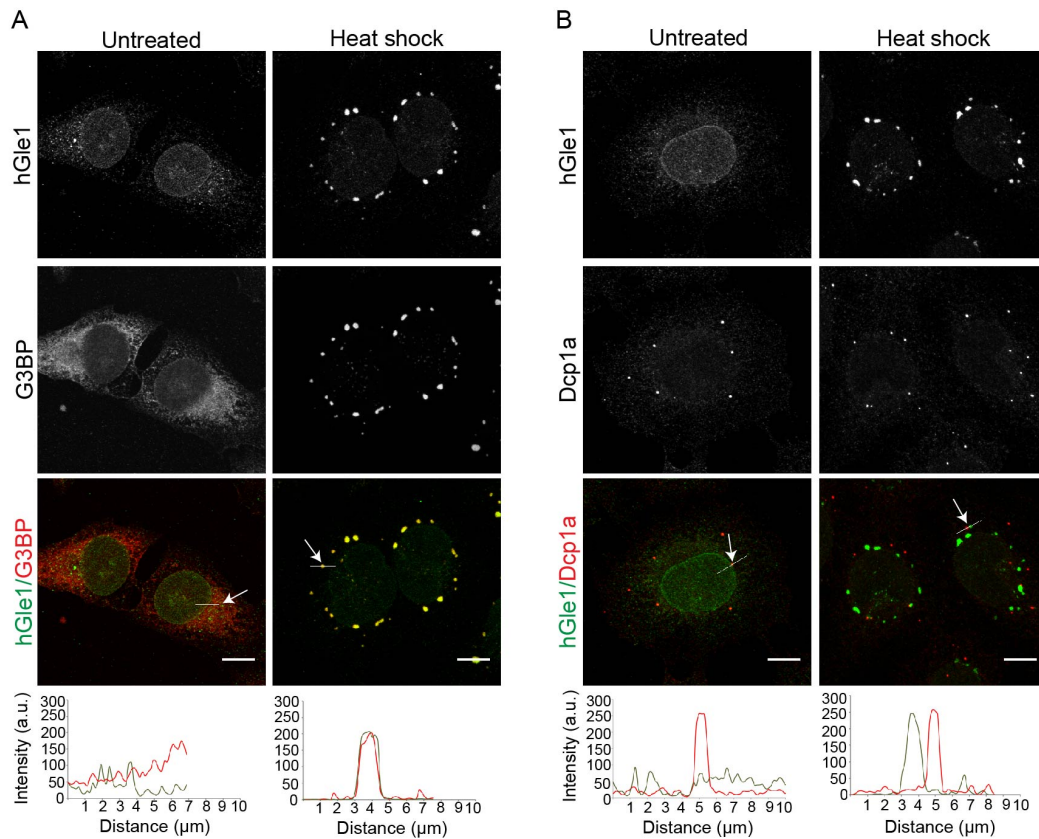 A
Untreated Heat shock
hGle1
G3BP
hGle1/G3BP
Intensity (a.u.)
300
250
200
150
100
50
0
1 2 3 4 5 6 7 8 9 10
Distance (µm)
300
250
200
150
100
50
0
1 2 3 4 5 6 7 8 9 10
Distance (µm)
B
Untreated Heat shock
hGle1
Dcp1a
hGle1/Dcp1a
Intensity (a.u.)
300
250
200
150
100
50
0
1 2 3 4 5 6 7 8 9 10
Distance (µm)
300
250
200
150
100
50
0
1 2 3 4 5 6 7 8 9 10
Distance (µm)